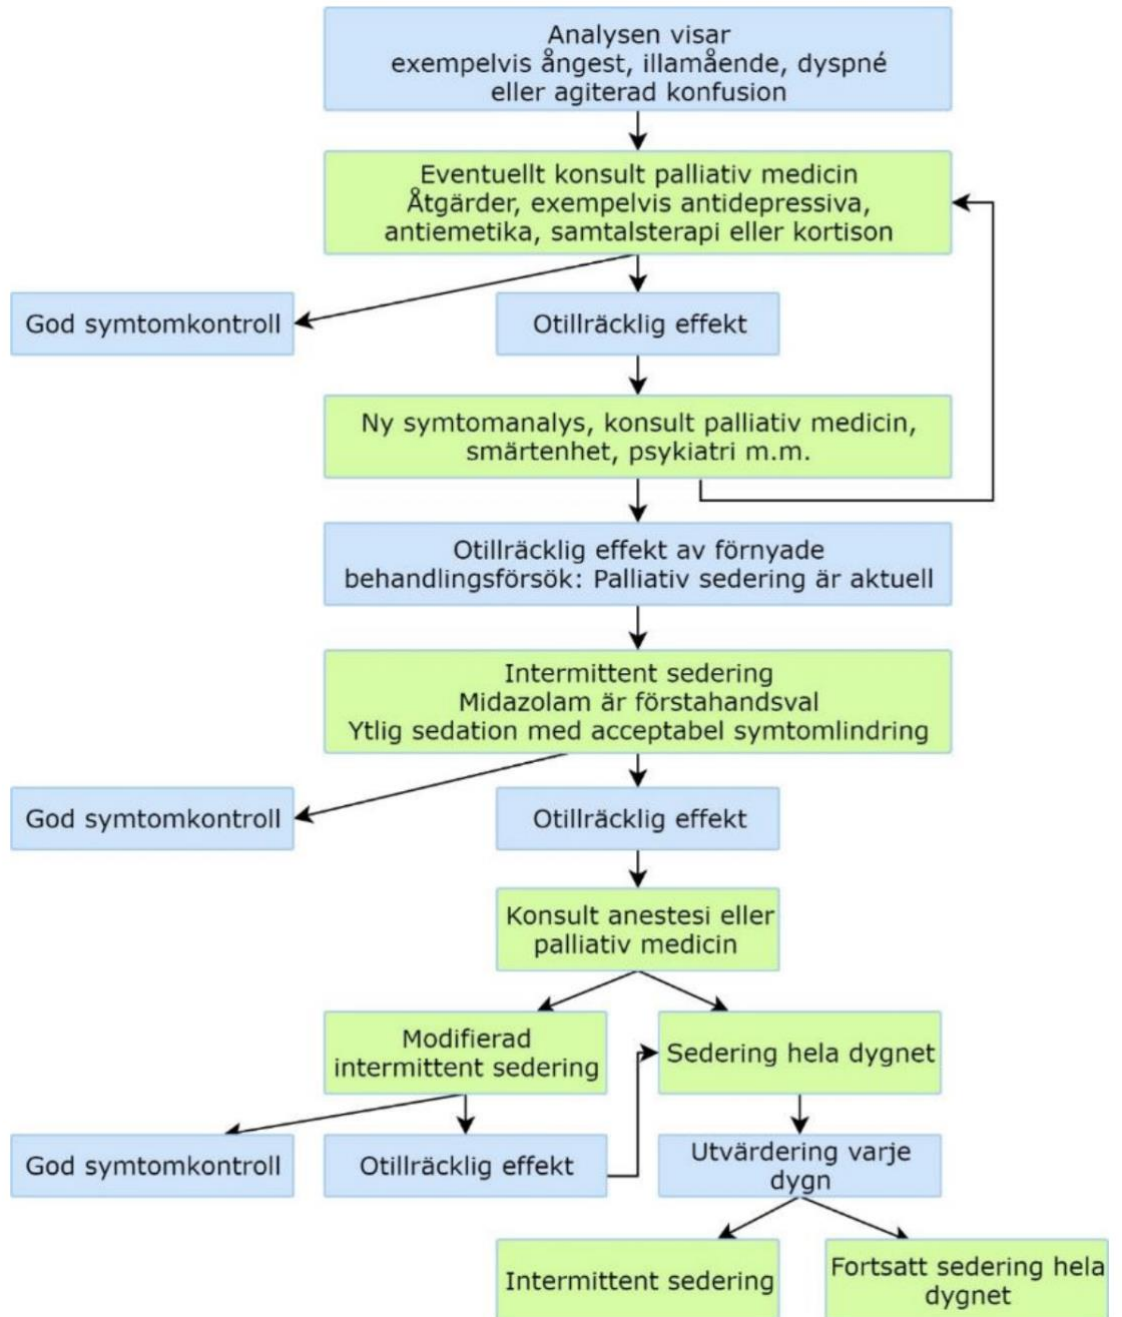 Analysen visar
exempelvis ångest, illamående, dyspné
eller agiterad konfusion
Eventuellt konsult palliativ medicin
Åtgärder, exempelvis antidepressiva,
antiemetika, samtalsterapi eller kortison
God symtomkontroll
Otillräcklig effekt
Ny symtomanalys, konsult palliativ medicin,
smärtenhet, psykiatri m.m.
Otillräcklig effekt av förnyade
behandlingsförsök: Palliativ sedering är aktuell
Intermittent sedering
Midazolam är förstahandsval
Ytlig sedation med acceptabel symtomlindring
God symtomkontroll
Otillräcklig effekt
Konsult anestesi eller
palliativ medicin
Modifierad
intermittent sedering
Sedering hela dygnet
God symtomkontroll
Otillräcklig effekt
Utvärdering varje
dygn
Intermittent sedering
Fortsatt sedering hela
dygnet